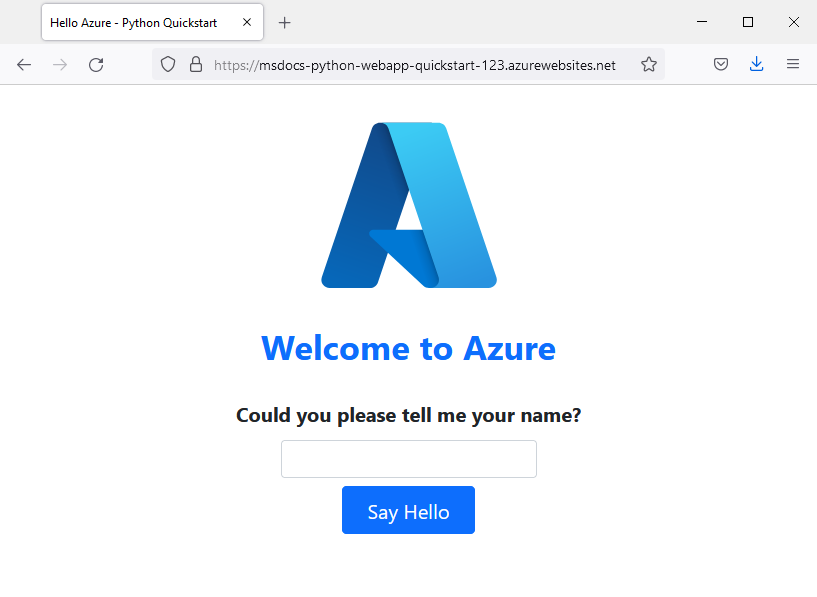 Hello Azure - Python Quickstart
https://msdocs-python-webapp-quickstart-123.azurewebsites.net
Welcome to Azure
Could you please tell me your name?
Say Hello